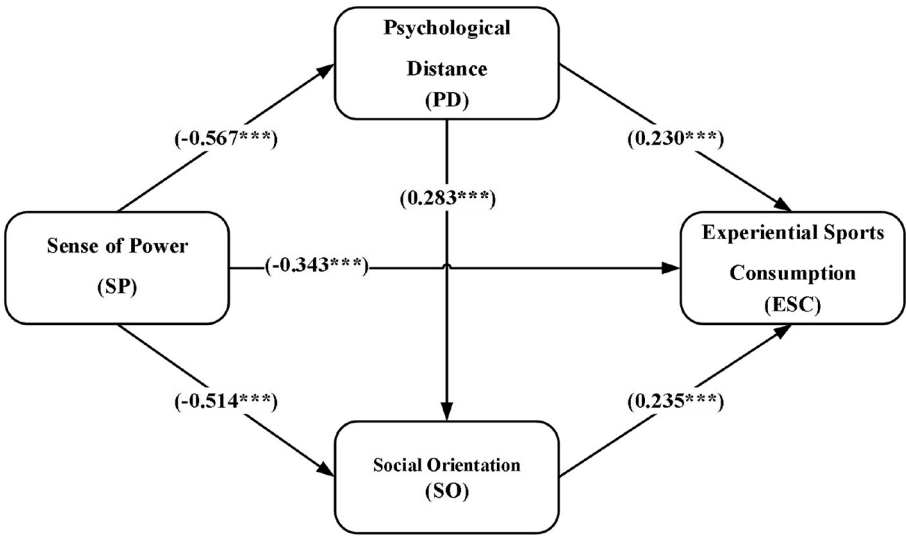 Psychological
Distance
(PD)
(-0.567***)
(0.230***)
(0.283***)
Sense of Power
(SP)
(-0.343***)
Experiential Sports
Consumption
(ESC)
(-0.514***)
(0.235***)
Social Orientation
(SO)